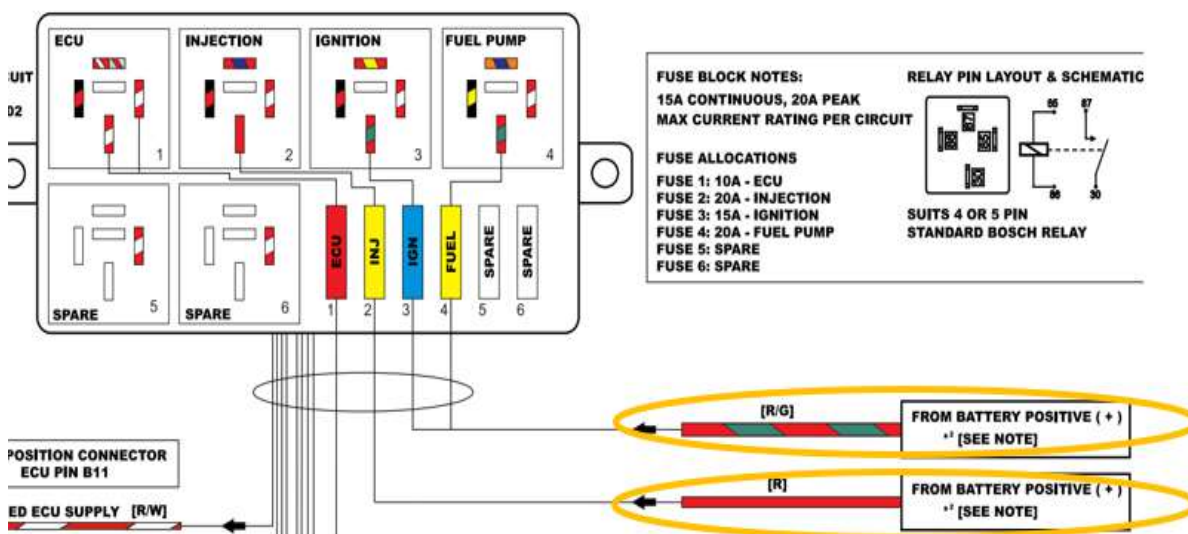 ECU
INJECTION
IGNITION
FUEL PUMP
CUIT
02
1
2
3
4
SPARE
5
SPARE
6
ECU
INJ
IGN
FUEL
SPARE
SPARE
1
2
3
4
5
6
FUSE BLOCK NOTES:
15A CONTINUOUS, 20A PEAK
MAX CURRENT RATING PER CIRCUIT
FUSE ALLOCATIONS
FUSE 1: 10A - ECU
FUSE 2: 20A - INJECTION
FUSE 3: 15A - IGNITION
FUSE 4: 20A - FUEL PUMP
FUSE 5: SPARE
FUSE 6: SPARE
RELAY PIN LAYOUT & SCHEMATIC
87
30
87
30
SUITS 4 OR 5 PIN
STANDARD BOSCH RELAY
[R/G]
FROM BATTERY POSITIVE ( + )
*² [SEE NOTE]
[R]
FROM BATTERY POSITIVE ( + )
*² [SEE NOTE]
POSITION CONNECTOR
ECU PIN B11
ED ECU SUPPLY [R/W]